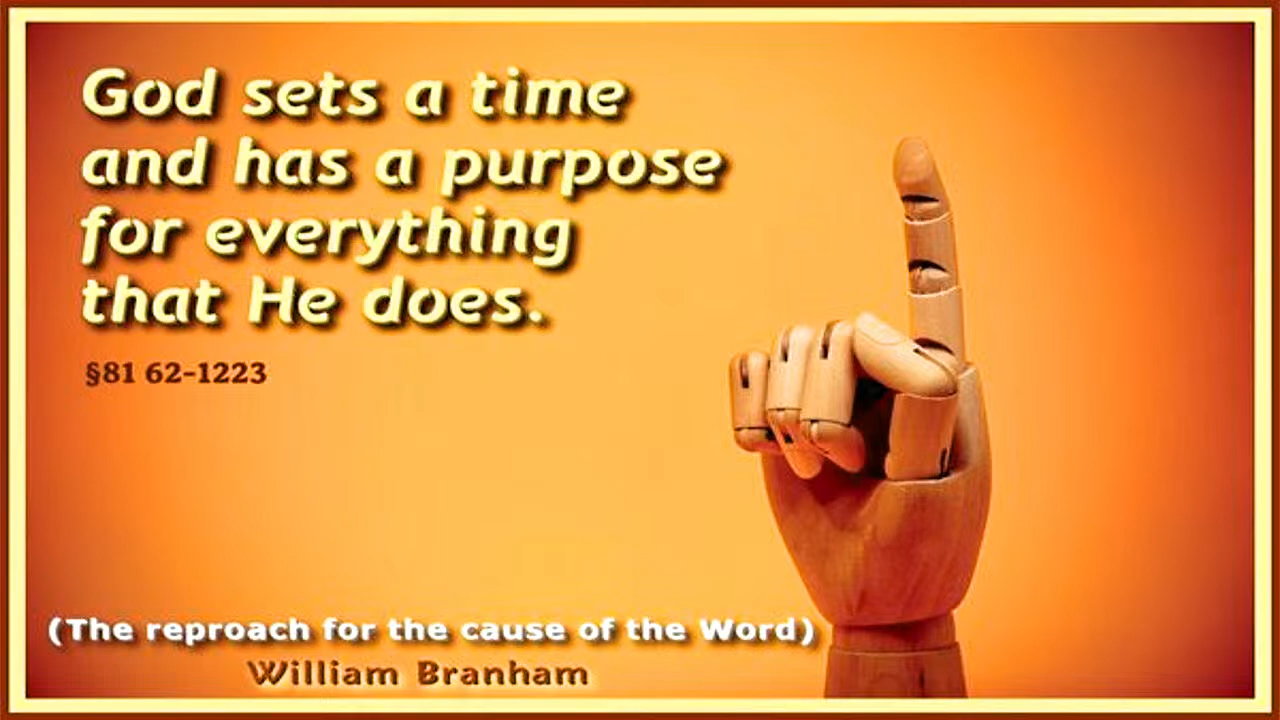 God sets a time
and has a purpose
for everything
that He does.
§81 62-1223
(The reproach for the cause of the Word)
William Branham